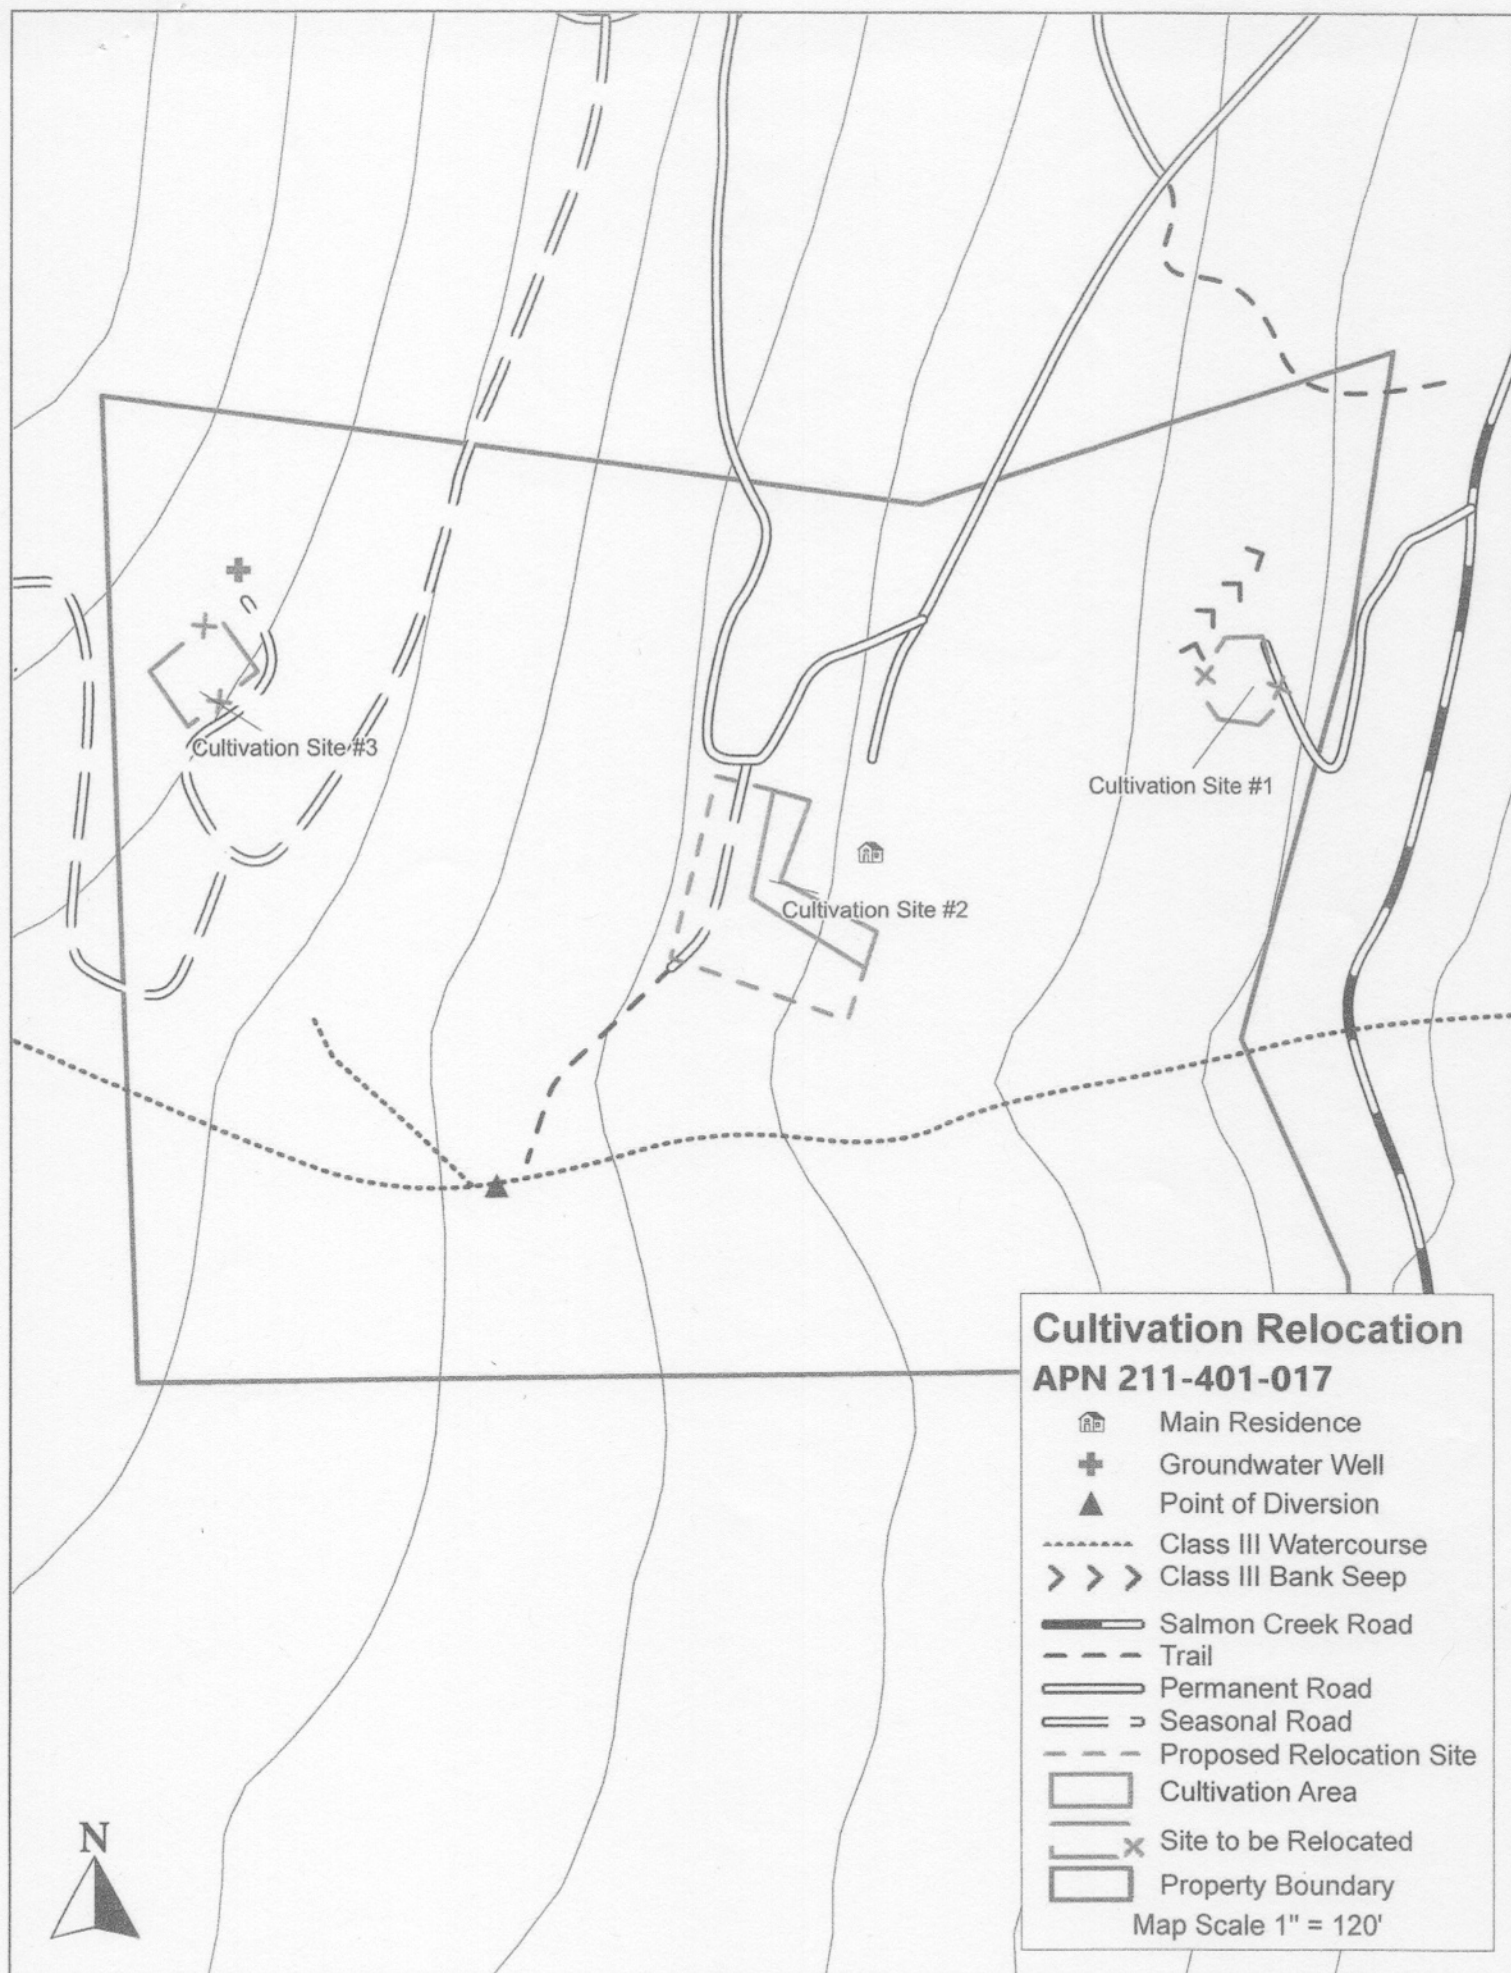 Cultivation Site #3
Cultivation Site #1
Cultivation Site #2
Cultivation Relocation
APN 211-401-017
Main Residence
Groundwater Well
Point of Diversion
Class III Watercourse
Class III Bank Seep
Salmon Creek Road
Trail
Permanent Road
Seasonal Road
Proposed Relocation Site
Cultivation Area
Site to be Relocated
Property Boundary
Map Scale 1" = 120'
N